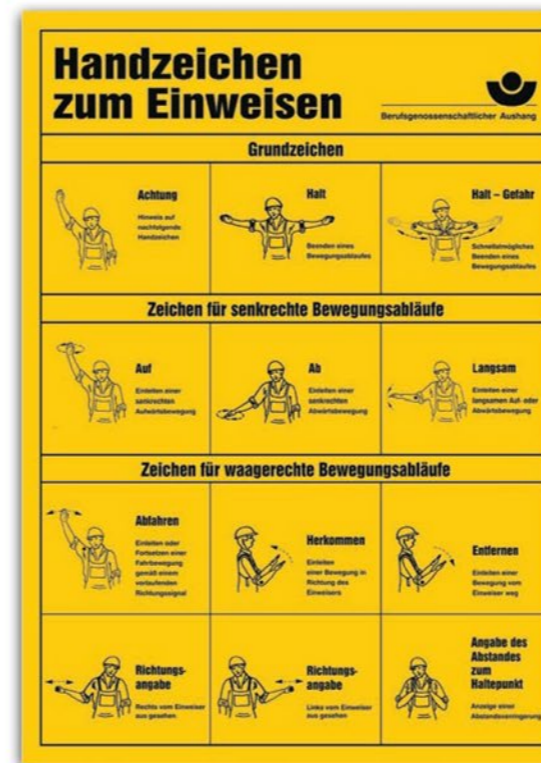 Handzeichen
zum Einweisen
Berufsgenossenschaftlicher Aushang
Grundzeichen
Achtung
Hinweis auf
nachfolgende
Handzeichen
Halt
Beenden eines
Bewegungsablaufes
Halt – Gefahr
Schnellstmögliches
Beenden eines
Bewegungsablaufes
Zeichen für senkrechte Bewegungsabläufe
Auf
Einleiten einer
senkrechten
Aufwärtsbewegung
Ab
Einleiten einer
senkrechten
Abwärtsbewegung
Langsam
Einleiten einer
langsamen Auf- oder
Abwärtsbewegung
Zeichen für waagerechte Bewegungsabläufe
Abfahren
Einleiten oder
Fortsetzen einer
Fahrbewegung
gemäß einem
vorlaufenden
Richtungssignal
Herkommen
Einleiten
einer Bewegung in
Richtung des
Einweisers
Entfernen
Einleiten einer
Bewegung vom
Einweiser weg
Richtungs-
angabe
Rechts vom Einweiser
aus gesehen
Richtungs-
angabe
Links vom Einweiser
aus gesehen
Angabe des
Abstandes
zum
Haltepunkt
Anzeige einer
Abstandsverringerung